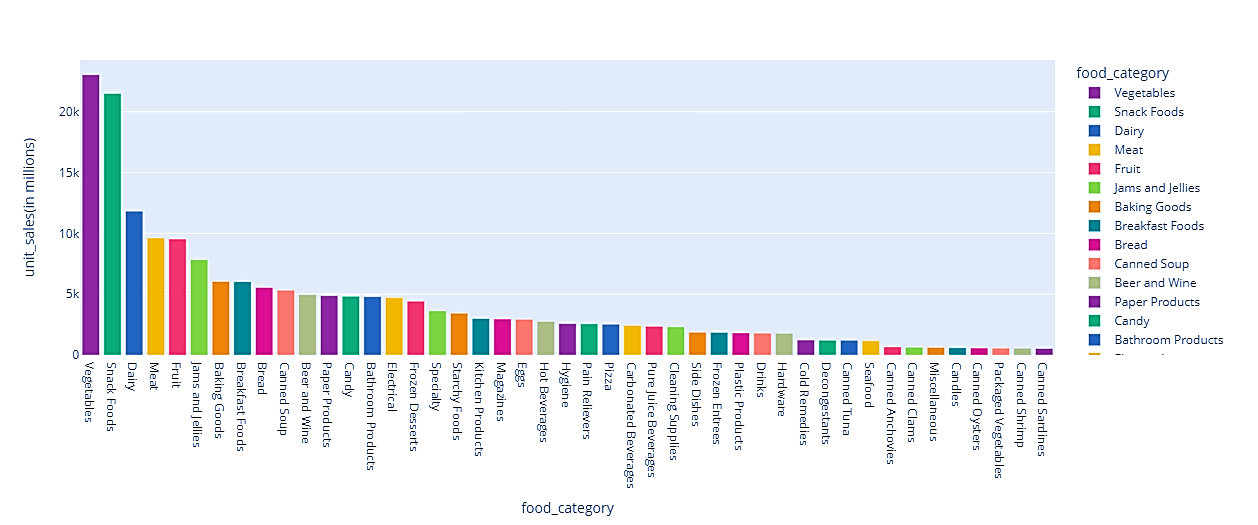 unit_sales(in millions)
20k
15k
10k
5k
0
Vegetables
Snack Foods
Dairy
Meat
Fruit
Jams and Jellies
Baking Goods
Breakfast Foods
Bread
Canned Soup
Beer and Wine
Paper Products
Candy
Bathroom Products
Electrical
Frozen Desserts
Specialty
Starchy Foods
Kitchen Products
Magazines
Eggs
Hot Beverages
Hygiene
Pain Relievers
Pizza
Carbonated Beverages
Pure Juice Beverages
Cleaning Supplies
Side Dishes
Frozen Entrees
Plastic Products
Drinks
Hardware
Cold Remedies
Decongestants
Canned Tuna
Seafood
Canned Anchovies
Canned Clams
Miscellaneous
Candles
Canned Oysters
Packaged Vegetables
Canned Shrimp
Canned Sardines
food_category
food_category
Vegetables
Snack Foods
Dairy
Meat
Fruit
Jams and Jellies
Baking Goods
Breakfast Foods
Bread
Canned Soup
Beer and Wine
Paper Products
Candy
Bathroom Products